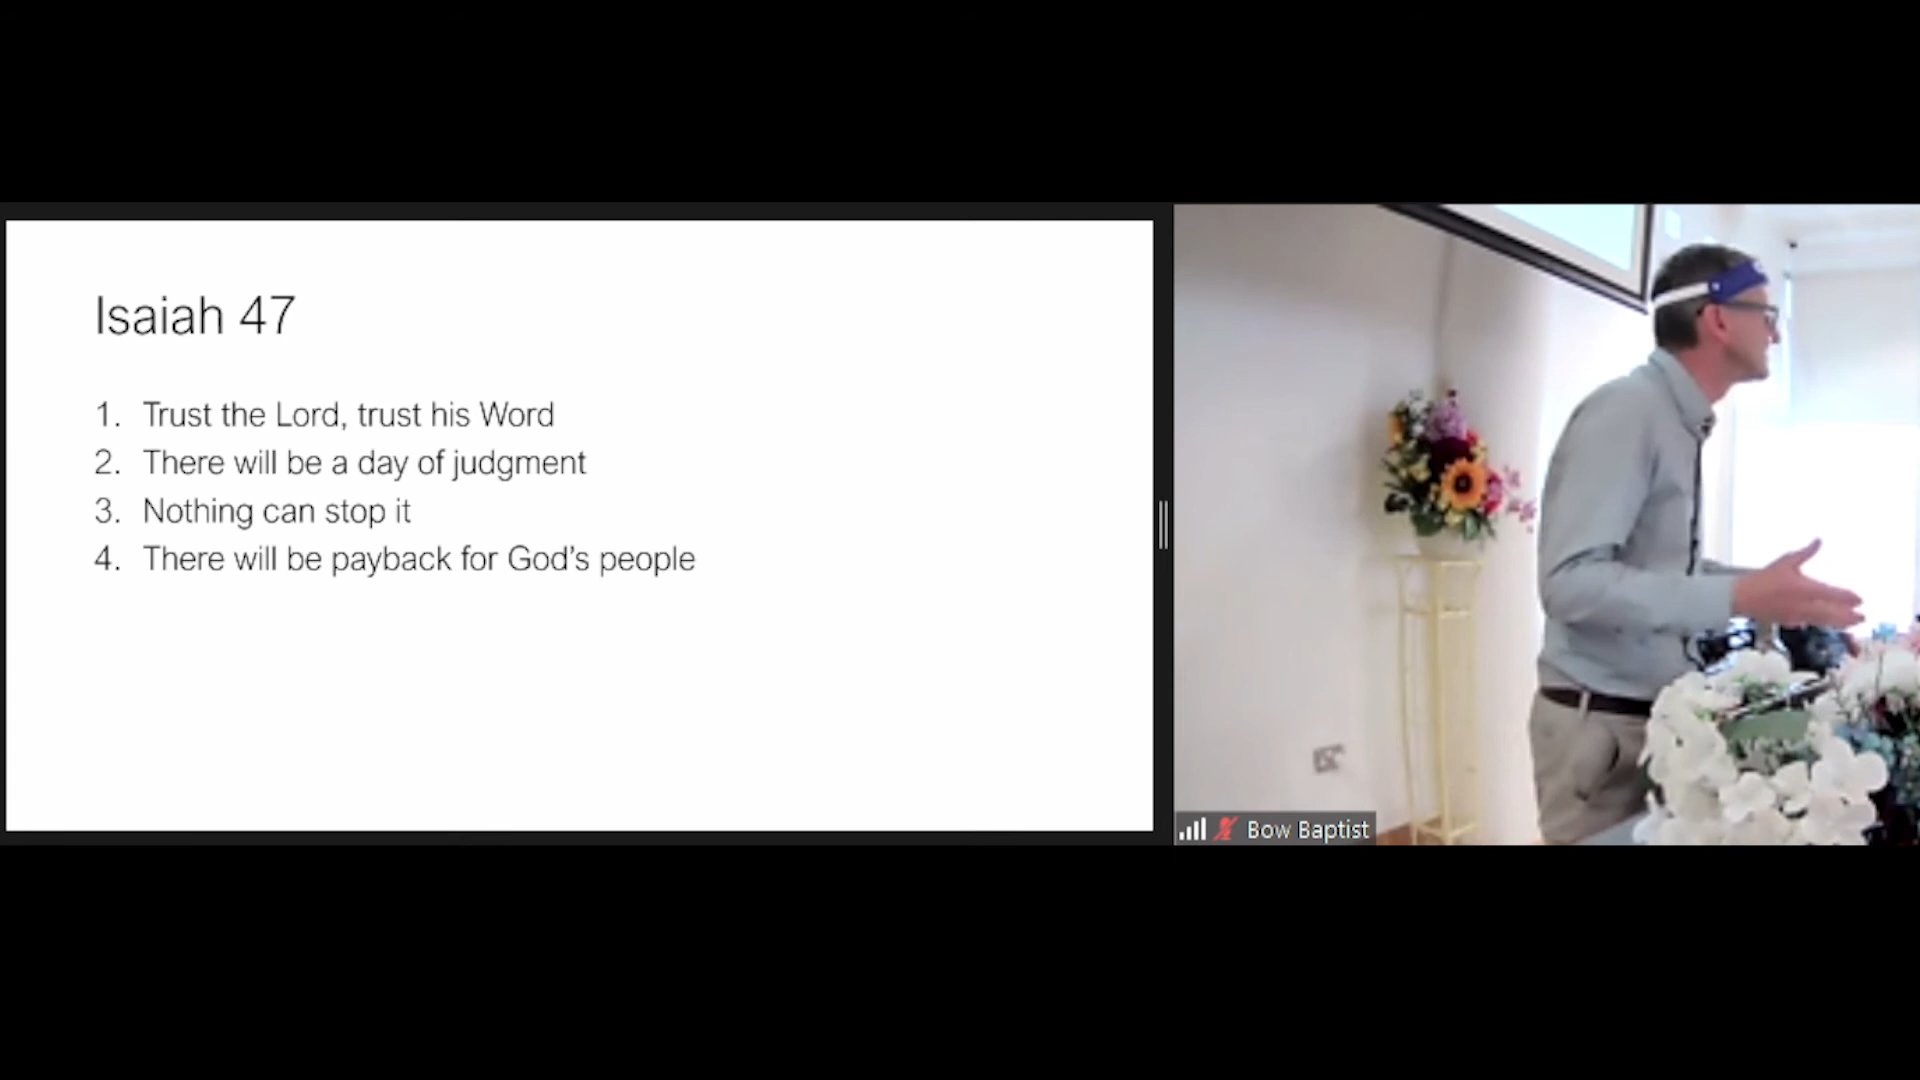 Isaiah 47
1. Trust the Lord, trust his Word
2. There will be a day of judgment
3. Nothing can stop it
4. There will be payback for God’s people
Bow Baptist